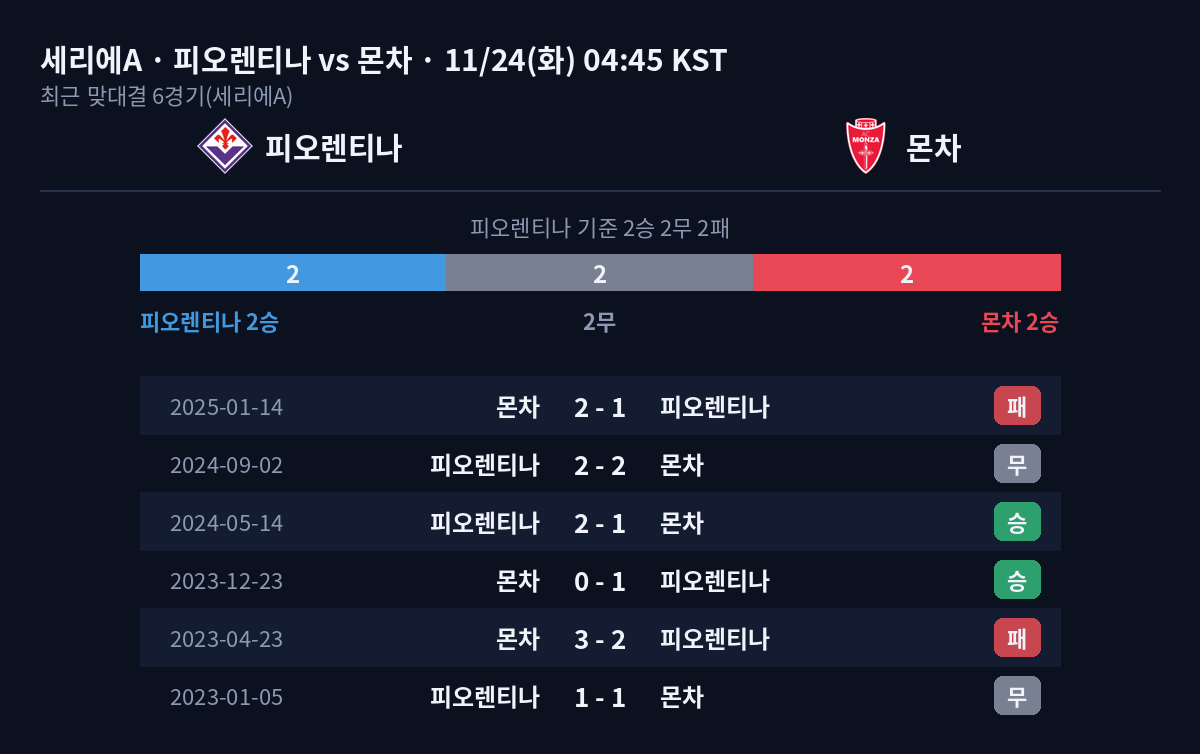 세리에A · 피오렌티나 vs 몬차 · 11/24(화) 04:45 KST
최근 맞대결 6경기(세리에A)
피오렌티나
AC
MONZA
몬차
피오렌티나 기준 2승 2무 2패
2 2 2
피오렌티나 2승 2무 몬차 2승
2025-01-14 몬차 2 - 1 피오렌티나 패
2024-09-02 피오렌티나 2 - 2 몬차 무
2024-05-14 피오렌티나 2 - 1 몬차 승
2023-12-23 몬차 0 - 1 피오렌티나 승
2023-04-23 몬차 3 - 2 피오렌티나 패
2023-01-05 피오렌티나 1 - 1 몬차 무